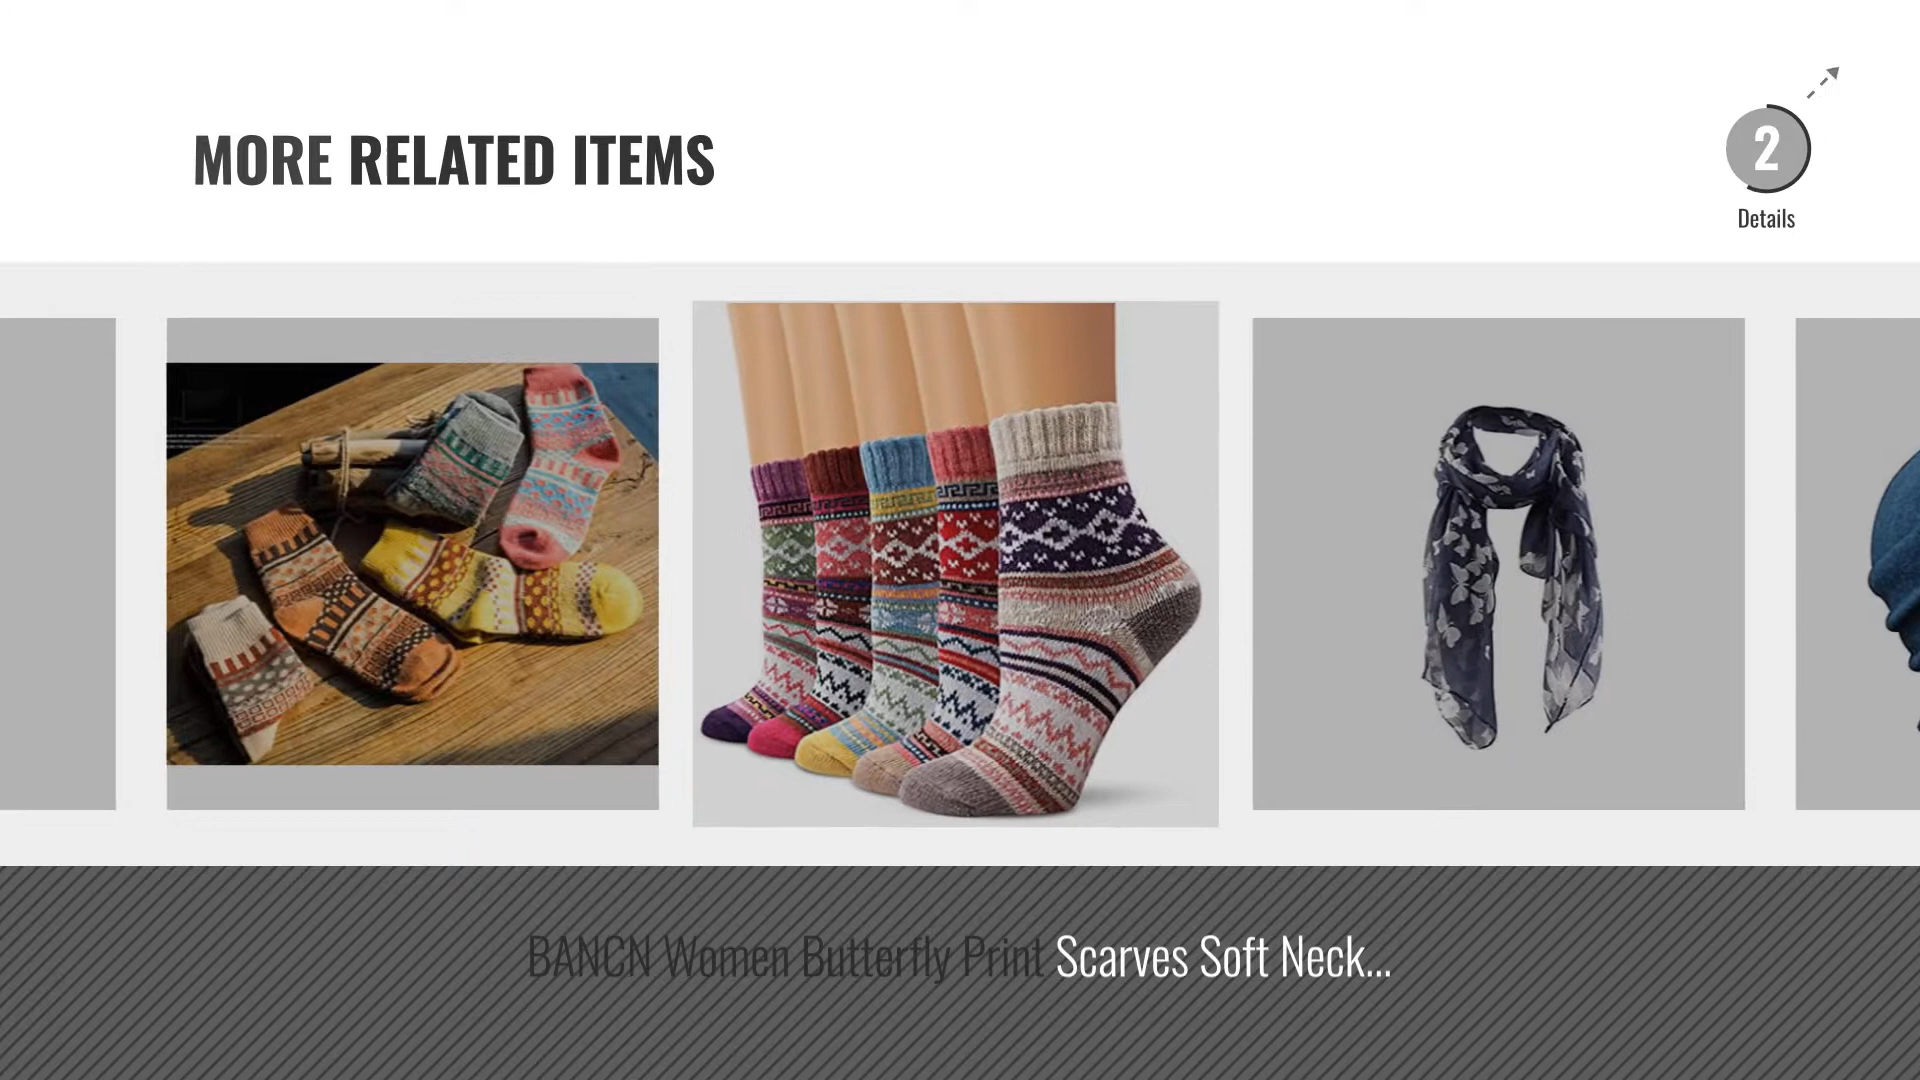 MORE RELATED ITEMS
2
Details
BANCN Women Butterfly Print Scarves Soft Neck...